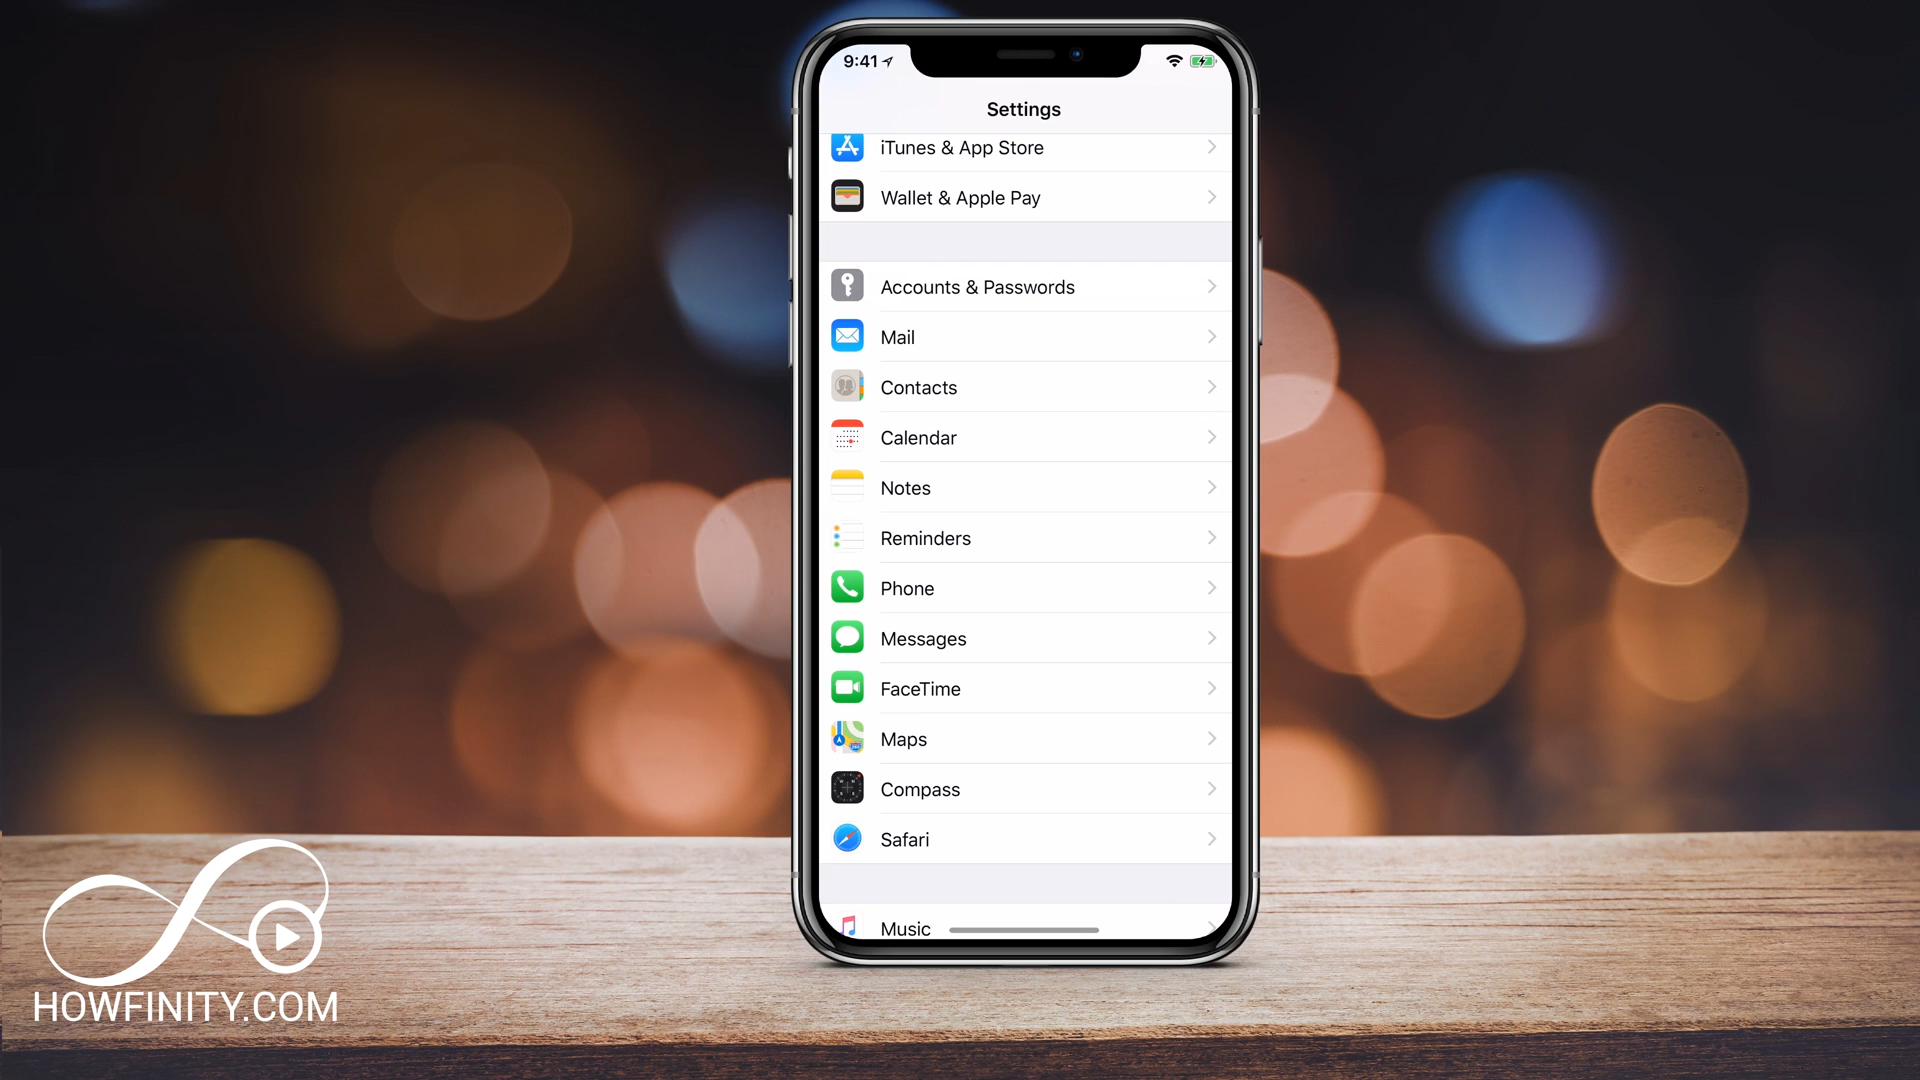 9:41
Settings
iTunes & App Store
Wallet & Apple Pay
Accounts & Passwords
Mail
Contacts
Calendar
Notes
Reminders
Phone
Messages
FaceTime
Maps
Compass
Safari
Music
HOWFINITY.COM